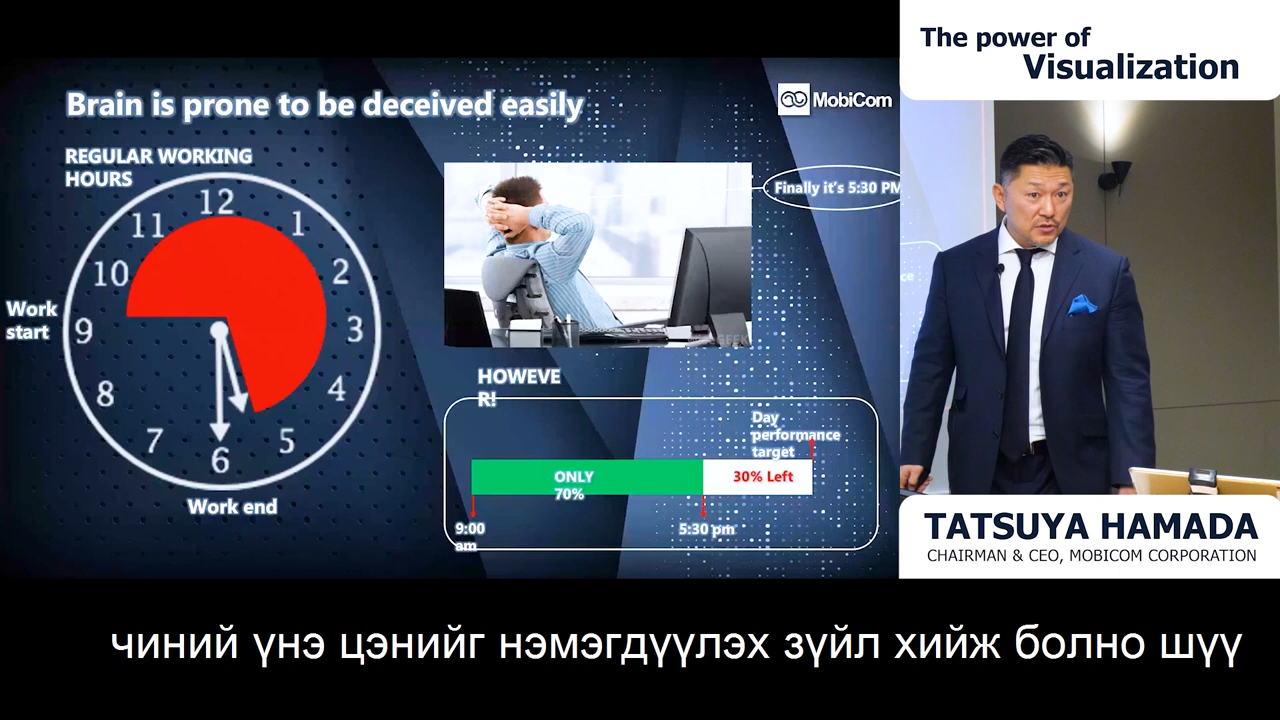 The power of
Visualization
Brain is prone to be deceived easily
MobiCom
REGULAR WORKING
HOURS
12
11
1
10
2
Work
start
9
3
8
4
7
5
6
Work end
Finally it's 5:30 PM
HOWEVE
R!
Day
performance
target
ONLY
70%
30% Left
9:00
am
5:30 pm
TATSUYA HAMADA
CHAIRMAN & CEO, MOBICOM CORPORATION
чиний үнэ цэнийг нэмэгдүүлэх зүйл хийж болно шүү